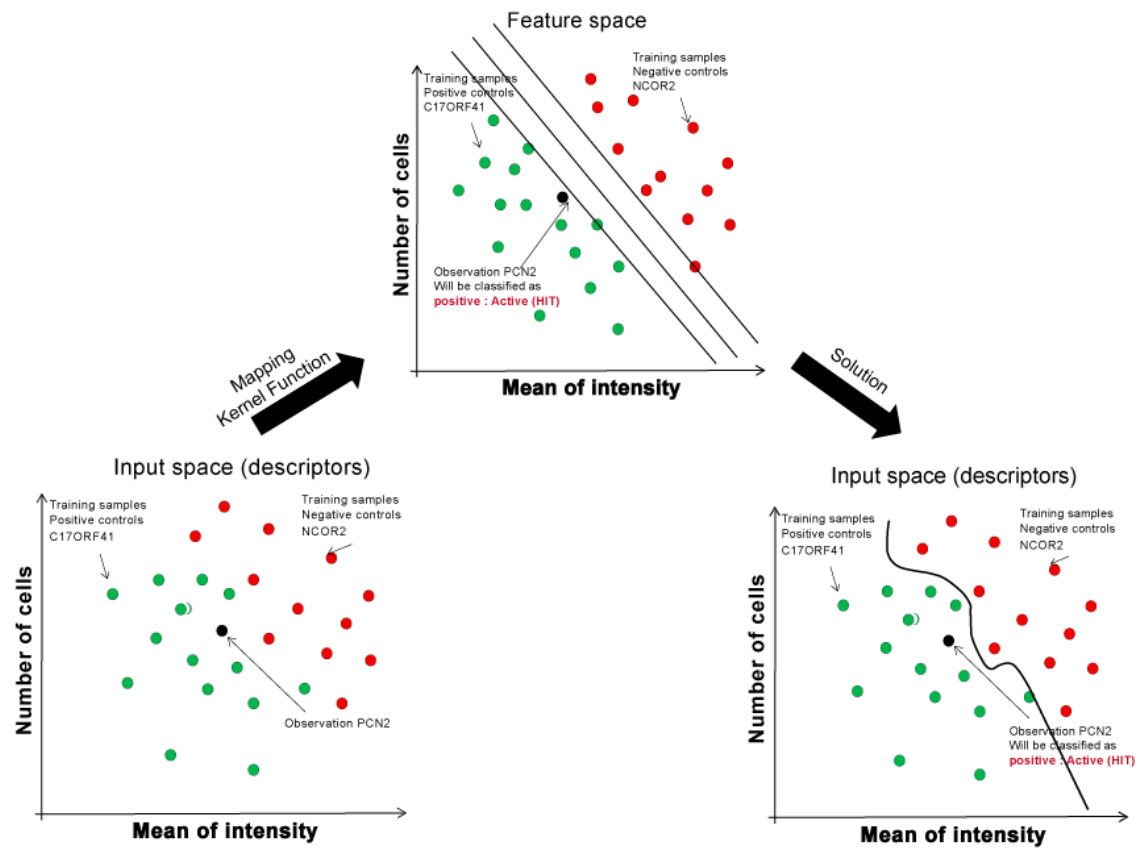 Feature space
Training samples
Positive controls
C17ORF41
Training samples
Negative controls
NCOR2
Number of cells
Observation PCN2
Will be classified as
positive : Active (HIT)
Mean of intensity
Mapping
Kernel Function
Solution
Input space (descriptors)
Training samples
Positive controls
C17ORF41
Training samples
Negative controls
NCOR2
Number of cells
Observation PCN2
Mean of intensity
Input space (descriptors)
Training samples
Positive controls
C17ORF41
Training samples
Negative controls
NCOR2
Number of cells
Observation PCN2
Will be classified as
positive : Active (HIT)
Mean of intensity